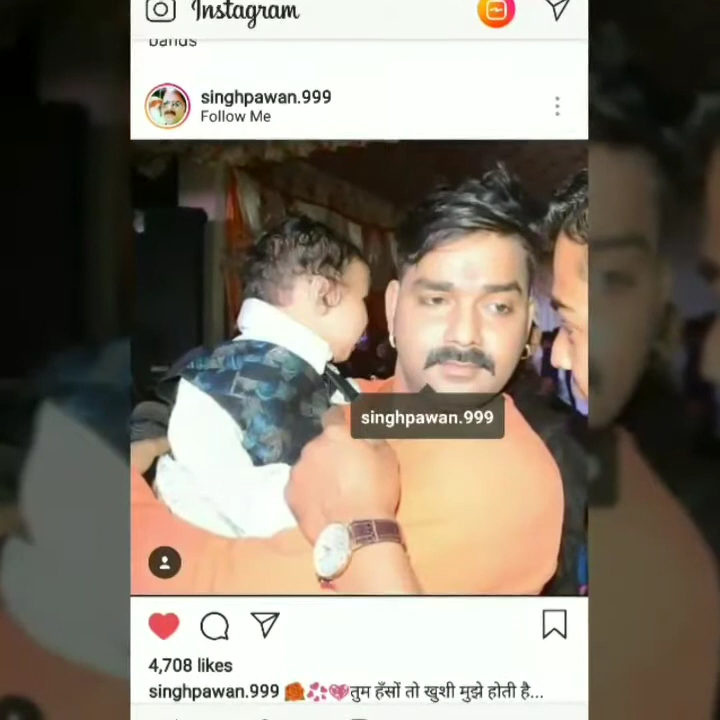 Instagram
bands
singhpawan.999
Follow Me
singhpawan.999
4,708 likes
singhpawan.999 तुम हँसों तो खुशी मुझे होती है...